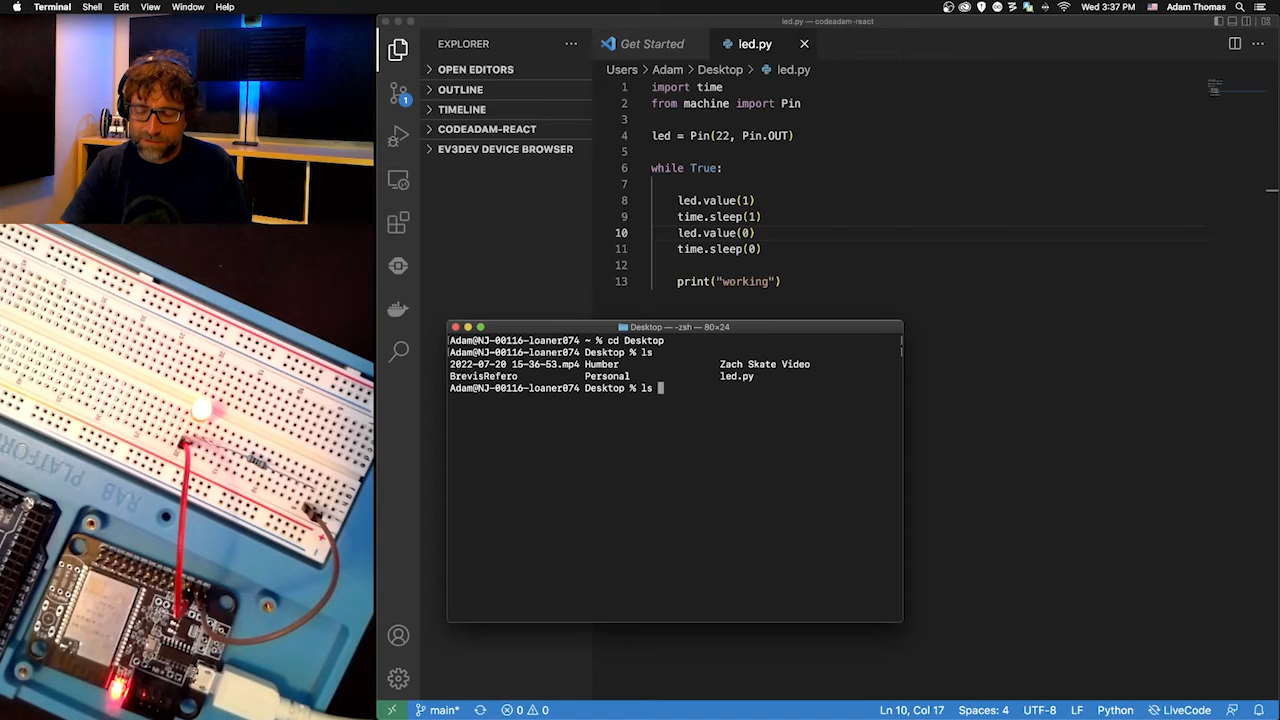 Terminal Shell Edit View Window Help Wed 3:37 PM Adam Thomas
led.py — codeadam-react
EXPLORER
OPEN EDITORS
OUTLINE
TIMELINE
CODEADAM-REACT
EV3DEV DEVICE BROWSER
1
Get Started led.py
Users > Adam > Desktop > led.py
1 import time
2 from machine import Pin
3
4 led = Pin(22, Pin.OUT)
5
6 while True:
7
8 led.value(1)
9 time.sleep(1)
10 led.value(0)
11 time.sleep(0)
12
13 print("working")
Desktop — -zsh — 80×24
Adam@NJ-00116-loaner074 ~ % cd Desktop
Adam@NJ-00116-loaner074 Desktop % ls
2022-07-20 15-36-53.mp4 Humber Zach Skate Video
BrevisRefero Personal led.py
Adam@NJ-00116-loaner074 Desktop % ls
PLATFORM
RAB
main* 0 0 Ln 10, Col 17 Spaces: 4 UTF-8 LF Python LiveCode